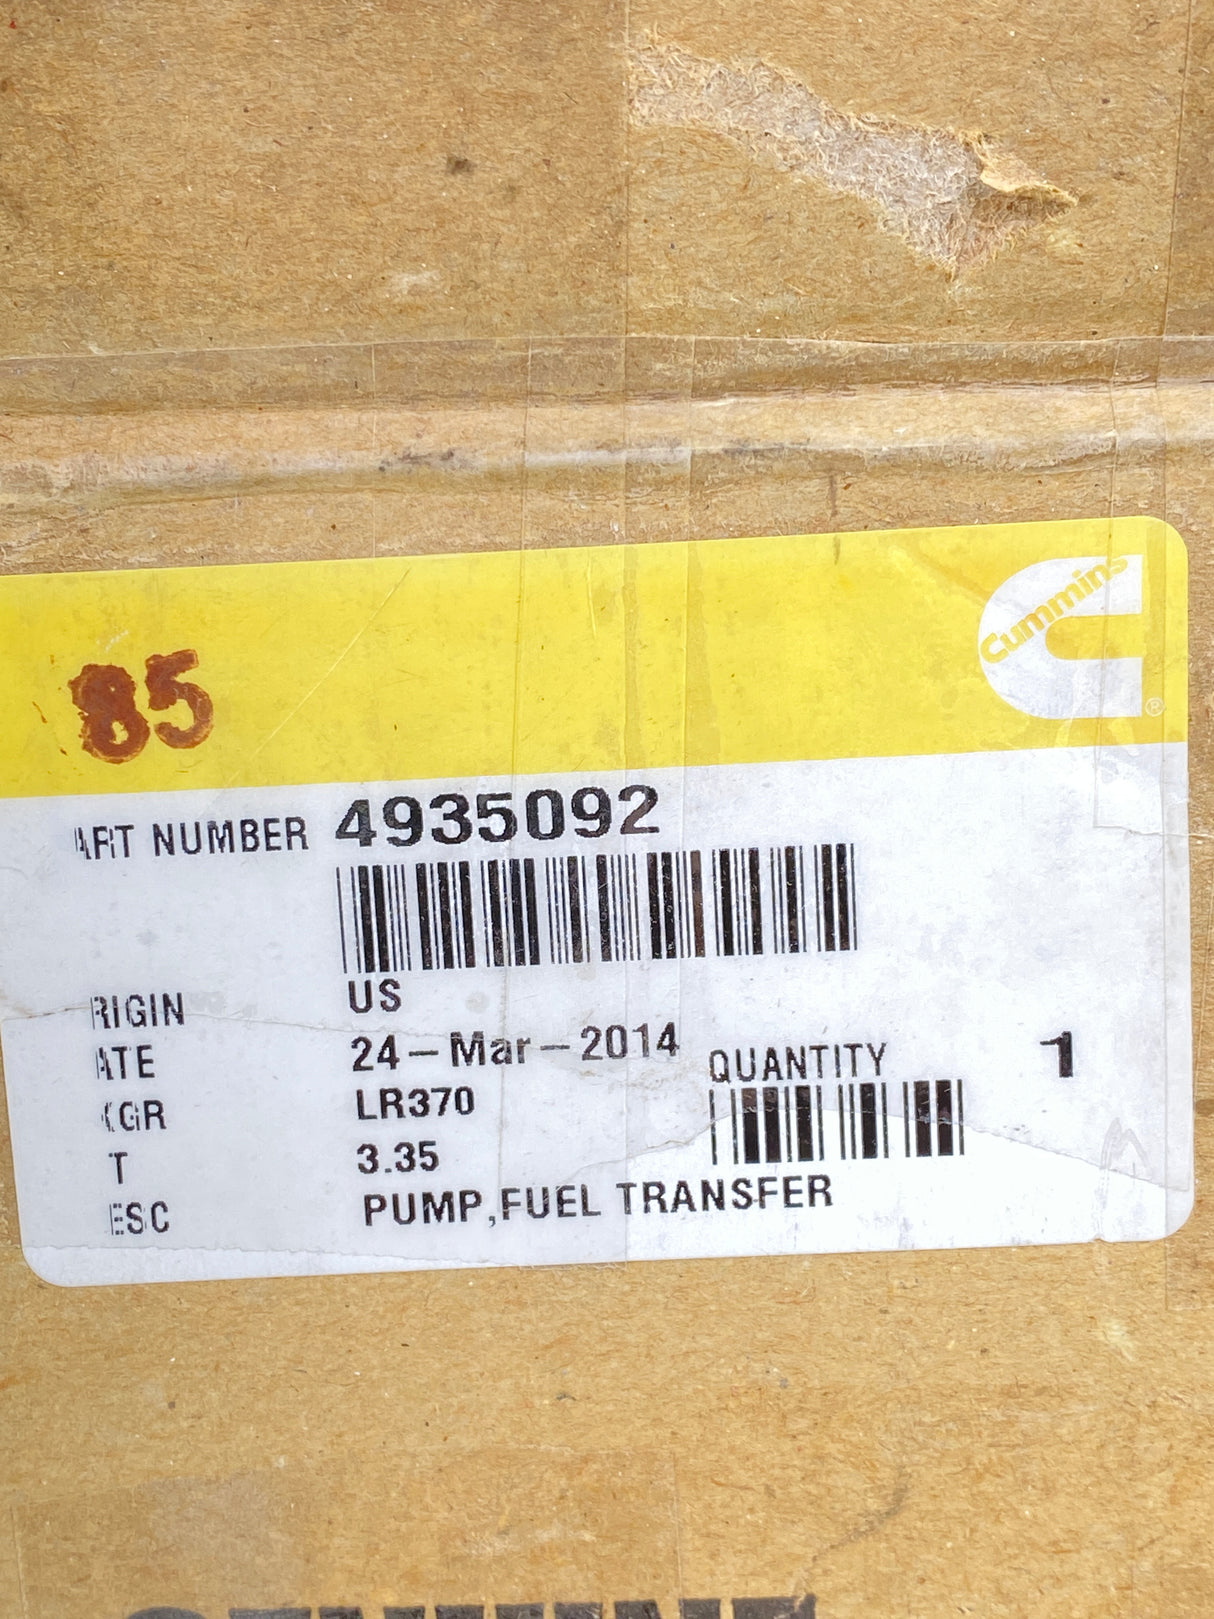 Cummins
®
85
ART NUMBER 4935092
RIGIN US
ATE 24-Mar-2014 QUANTITY 1
KGR LR370
T 3.35
ESC PUMP,FUEL TRANSFER